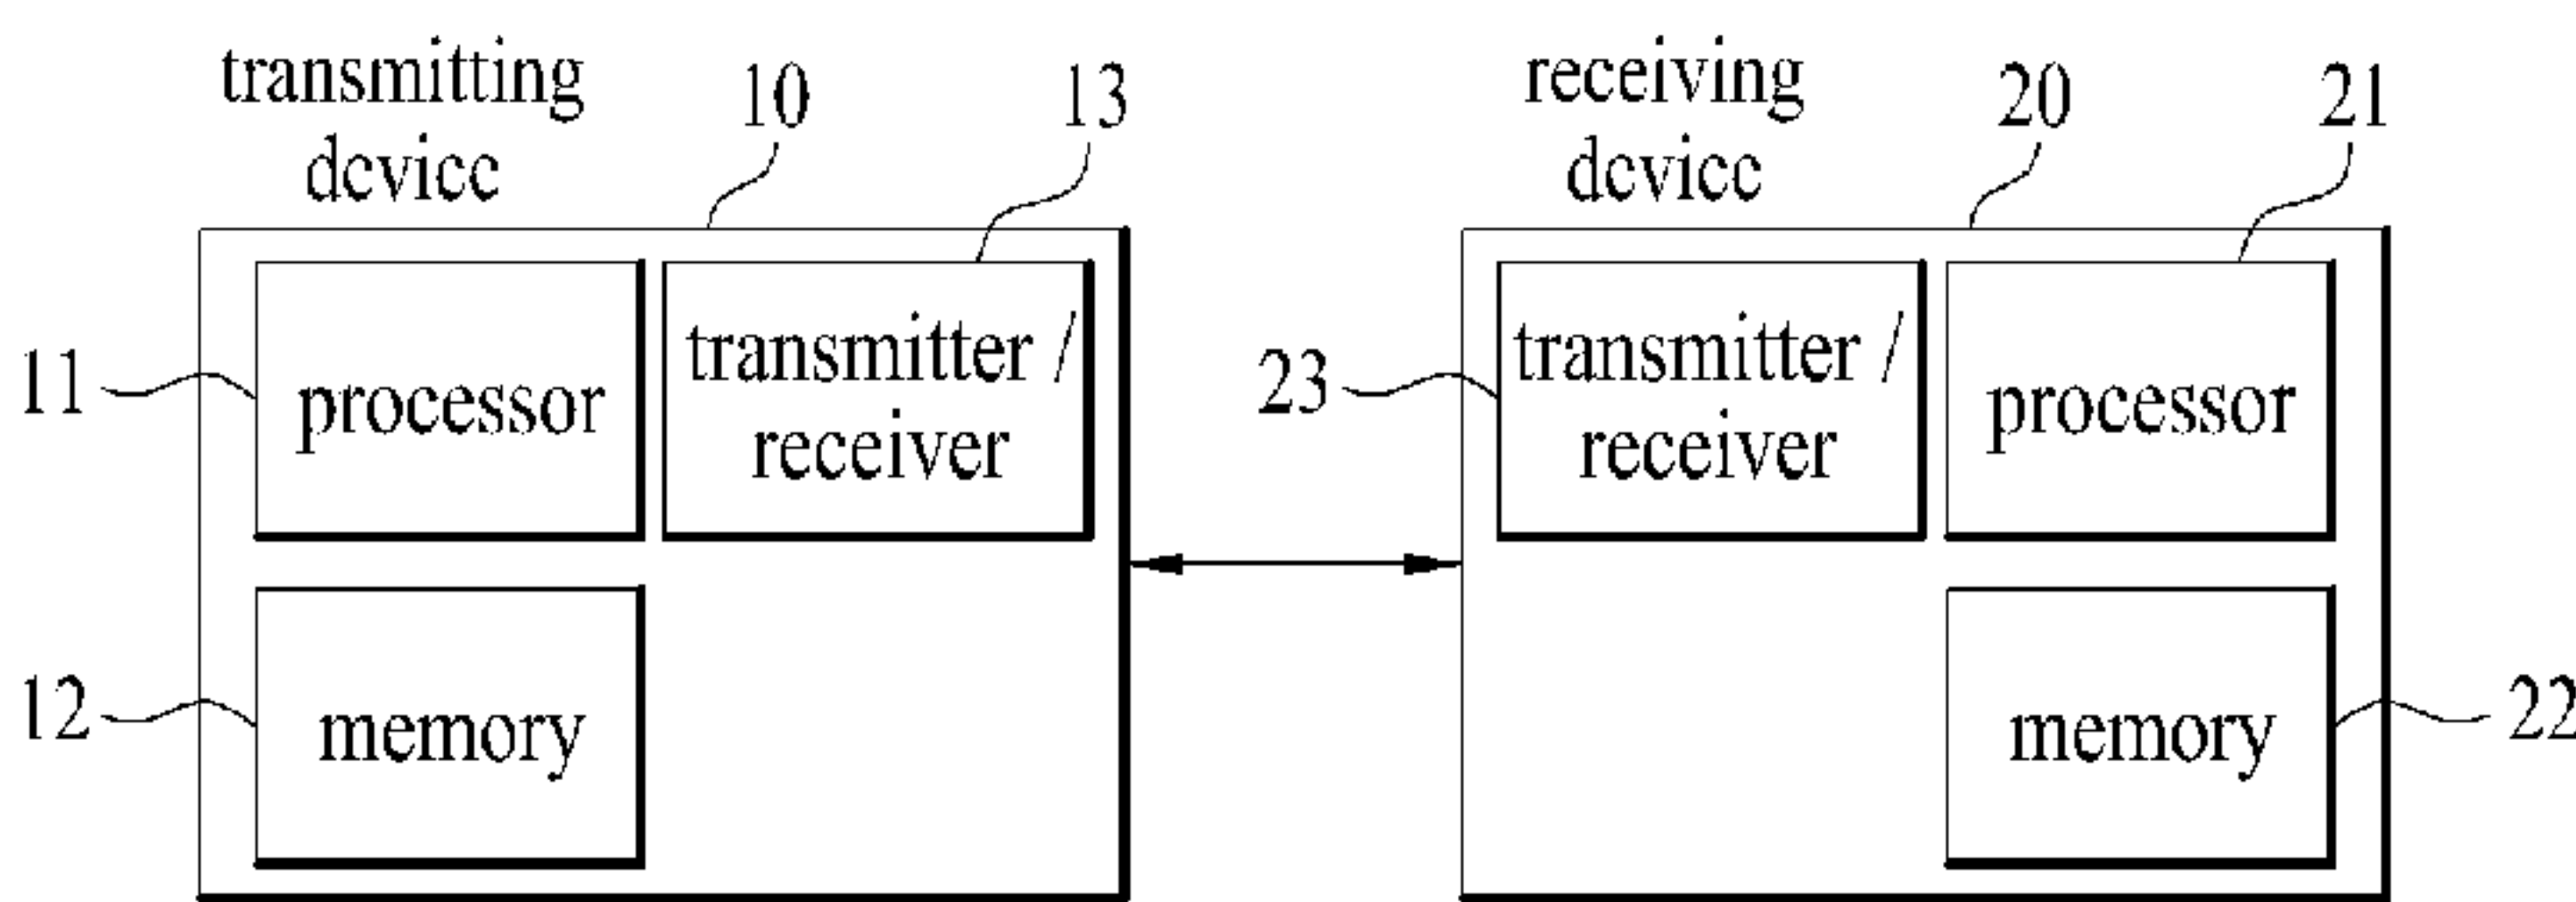 transmitting
device
10
13
receiving
device
20
21
11
processor
transmitter /
receiver
23
transmitter /
receiver
processor
12
memory
memory
22